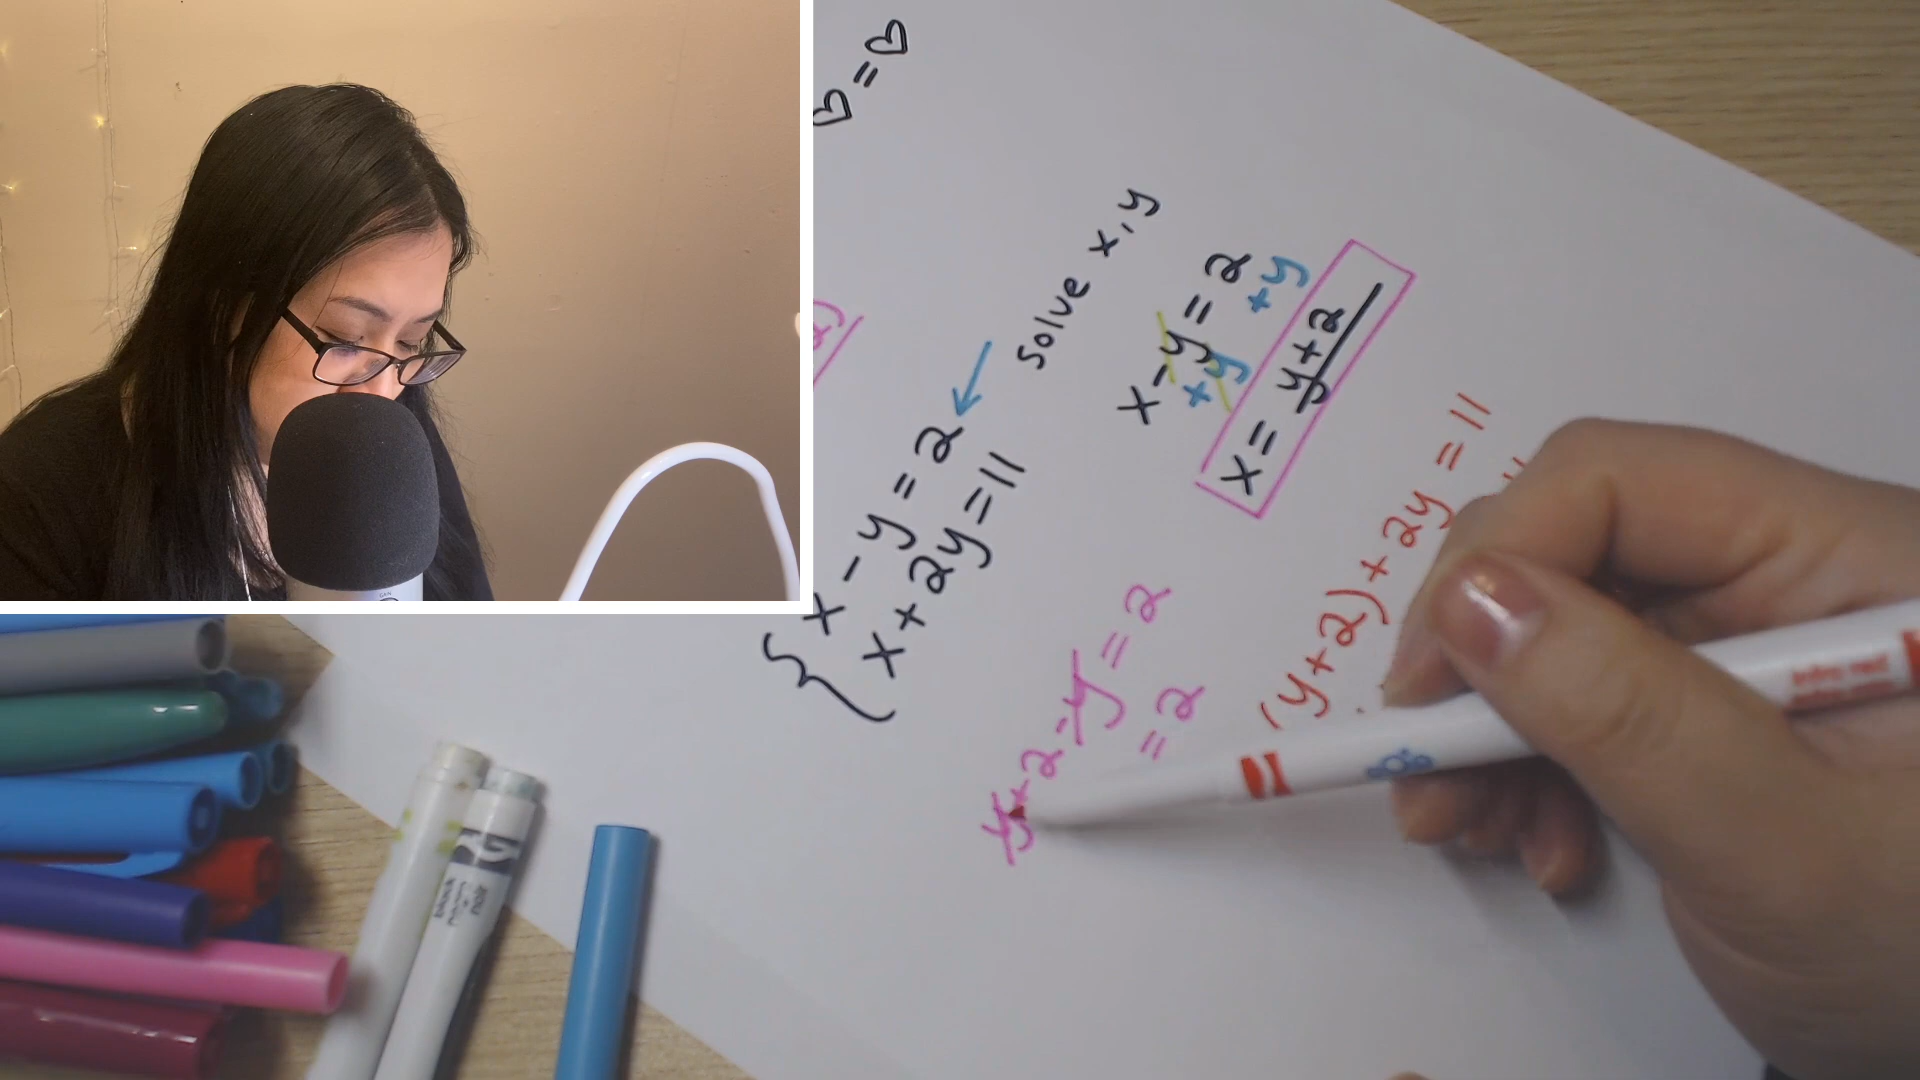 ♡=♡
solve x,y
{x-y=2
x+2y=11
x-y=2
+y +y
x=y+2
y+2-y=2
=2
(y+2)+2y=11